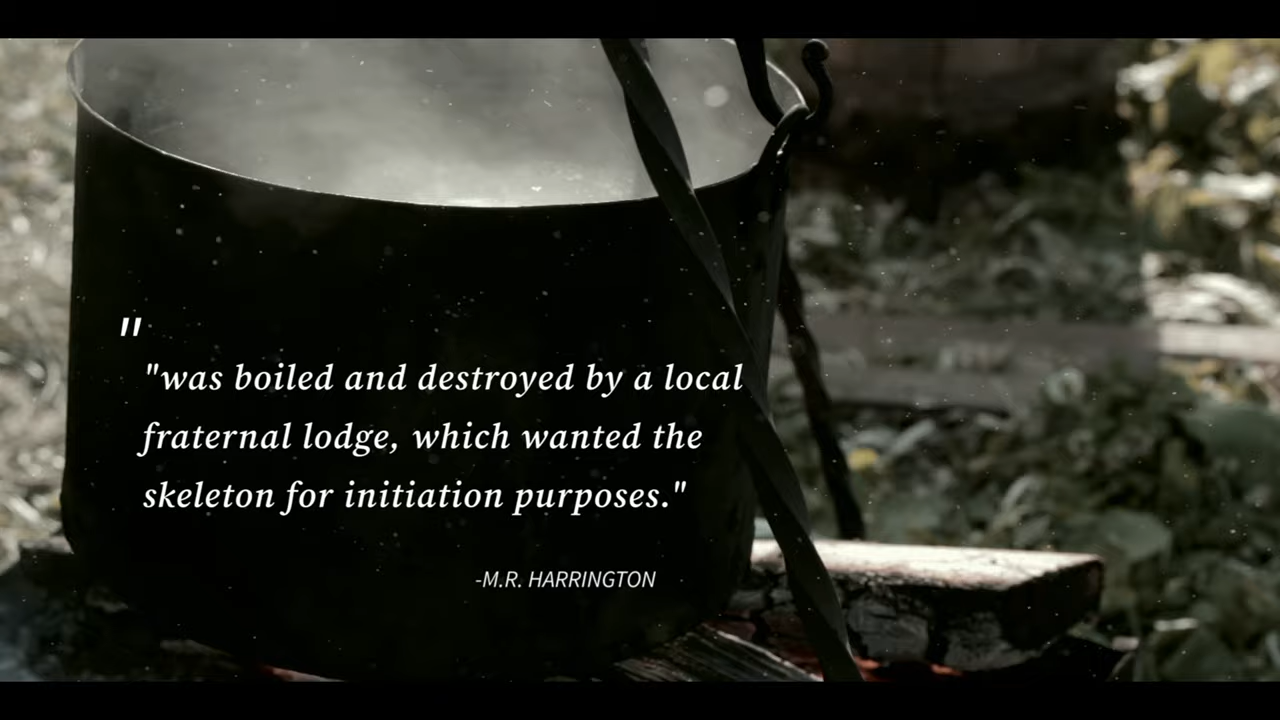 "
"was boiled and destroyed by a local
fraternal lodge, which wanted the
skeleton for initiation purposes."
-M.R. HARRINGTON